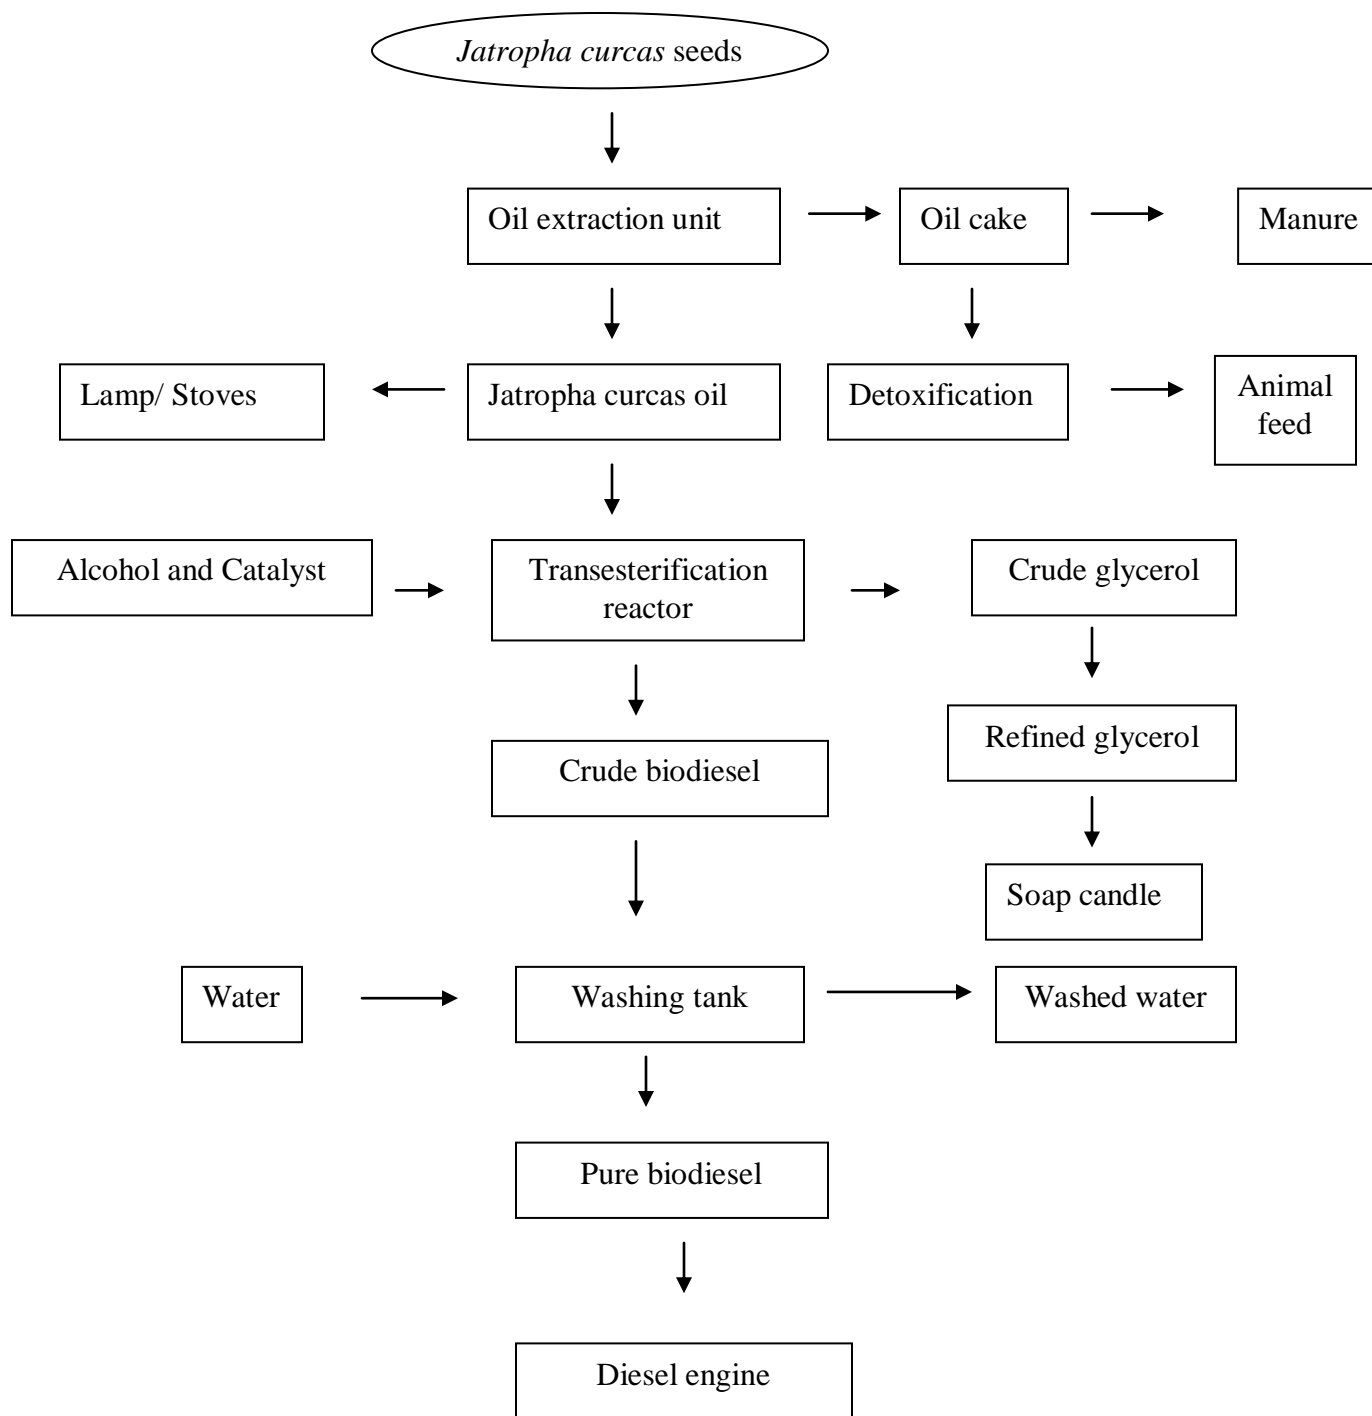 Jatropha curcas seeds
Oil extraction unit
Oil cake
Manure
Lamp/ Stoves
Jatropha curcas oil
Detoxification
Animal
feed
Alcohol and Catalyst
Transesterification
reactor
Crude glycerol
Refined glycerol
Crude biodiesel
Soap candle
Water
Washing tank
Washed water
Pure biodiesel
Diesel engine